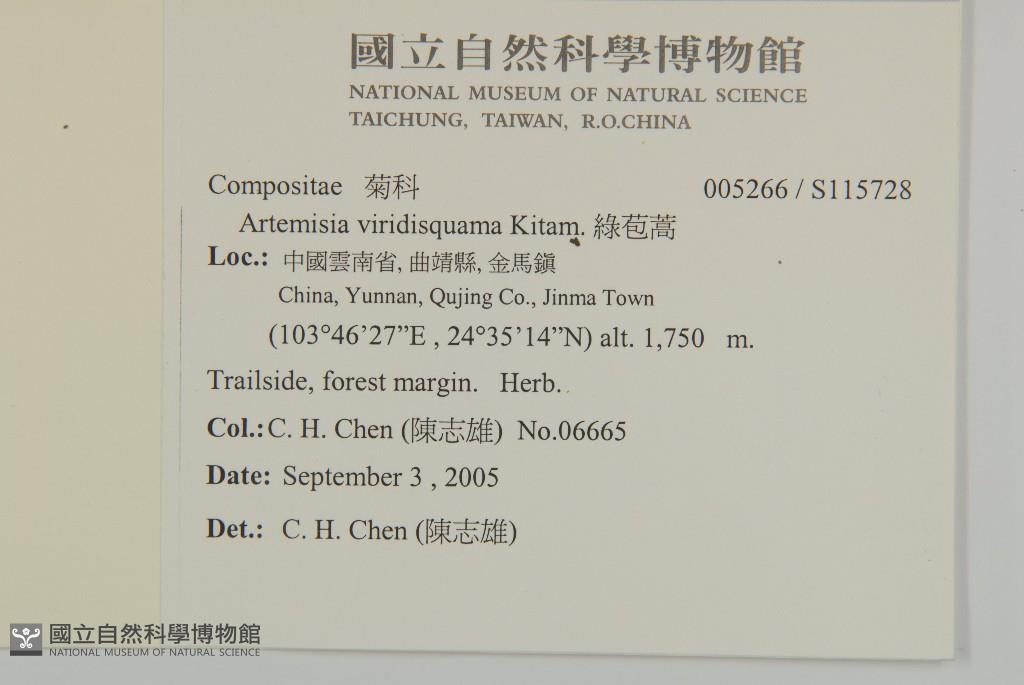 國立自然科學博物館
NATIONAL MUSEUM OF NATURAL SCIENCE
TAICHUNG, TAIWAN, R.O.CHINA
Compositae 菊科 005266 / S115728
Artemisia viridisquama Kitam. 綠苞蒿
Loc.: 中國雲南省, 曲靖縣, 金馬鎮
China, Yunnan, Qujing Co., Jinma Town
(103°46’27”E , 24°35’14”N) alt. 1,750 m.
Trailside, forest margin. Herb.
Col.: C. H. Chen (陳志雄) No.06665
Date: September 3 , 2005
Det.: C. H. Chen (陳志雄)
國立自然科學博物館
NATIONAL MUSEUM OF NATURAL SCIENCE